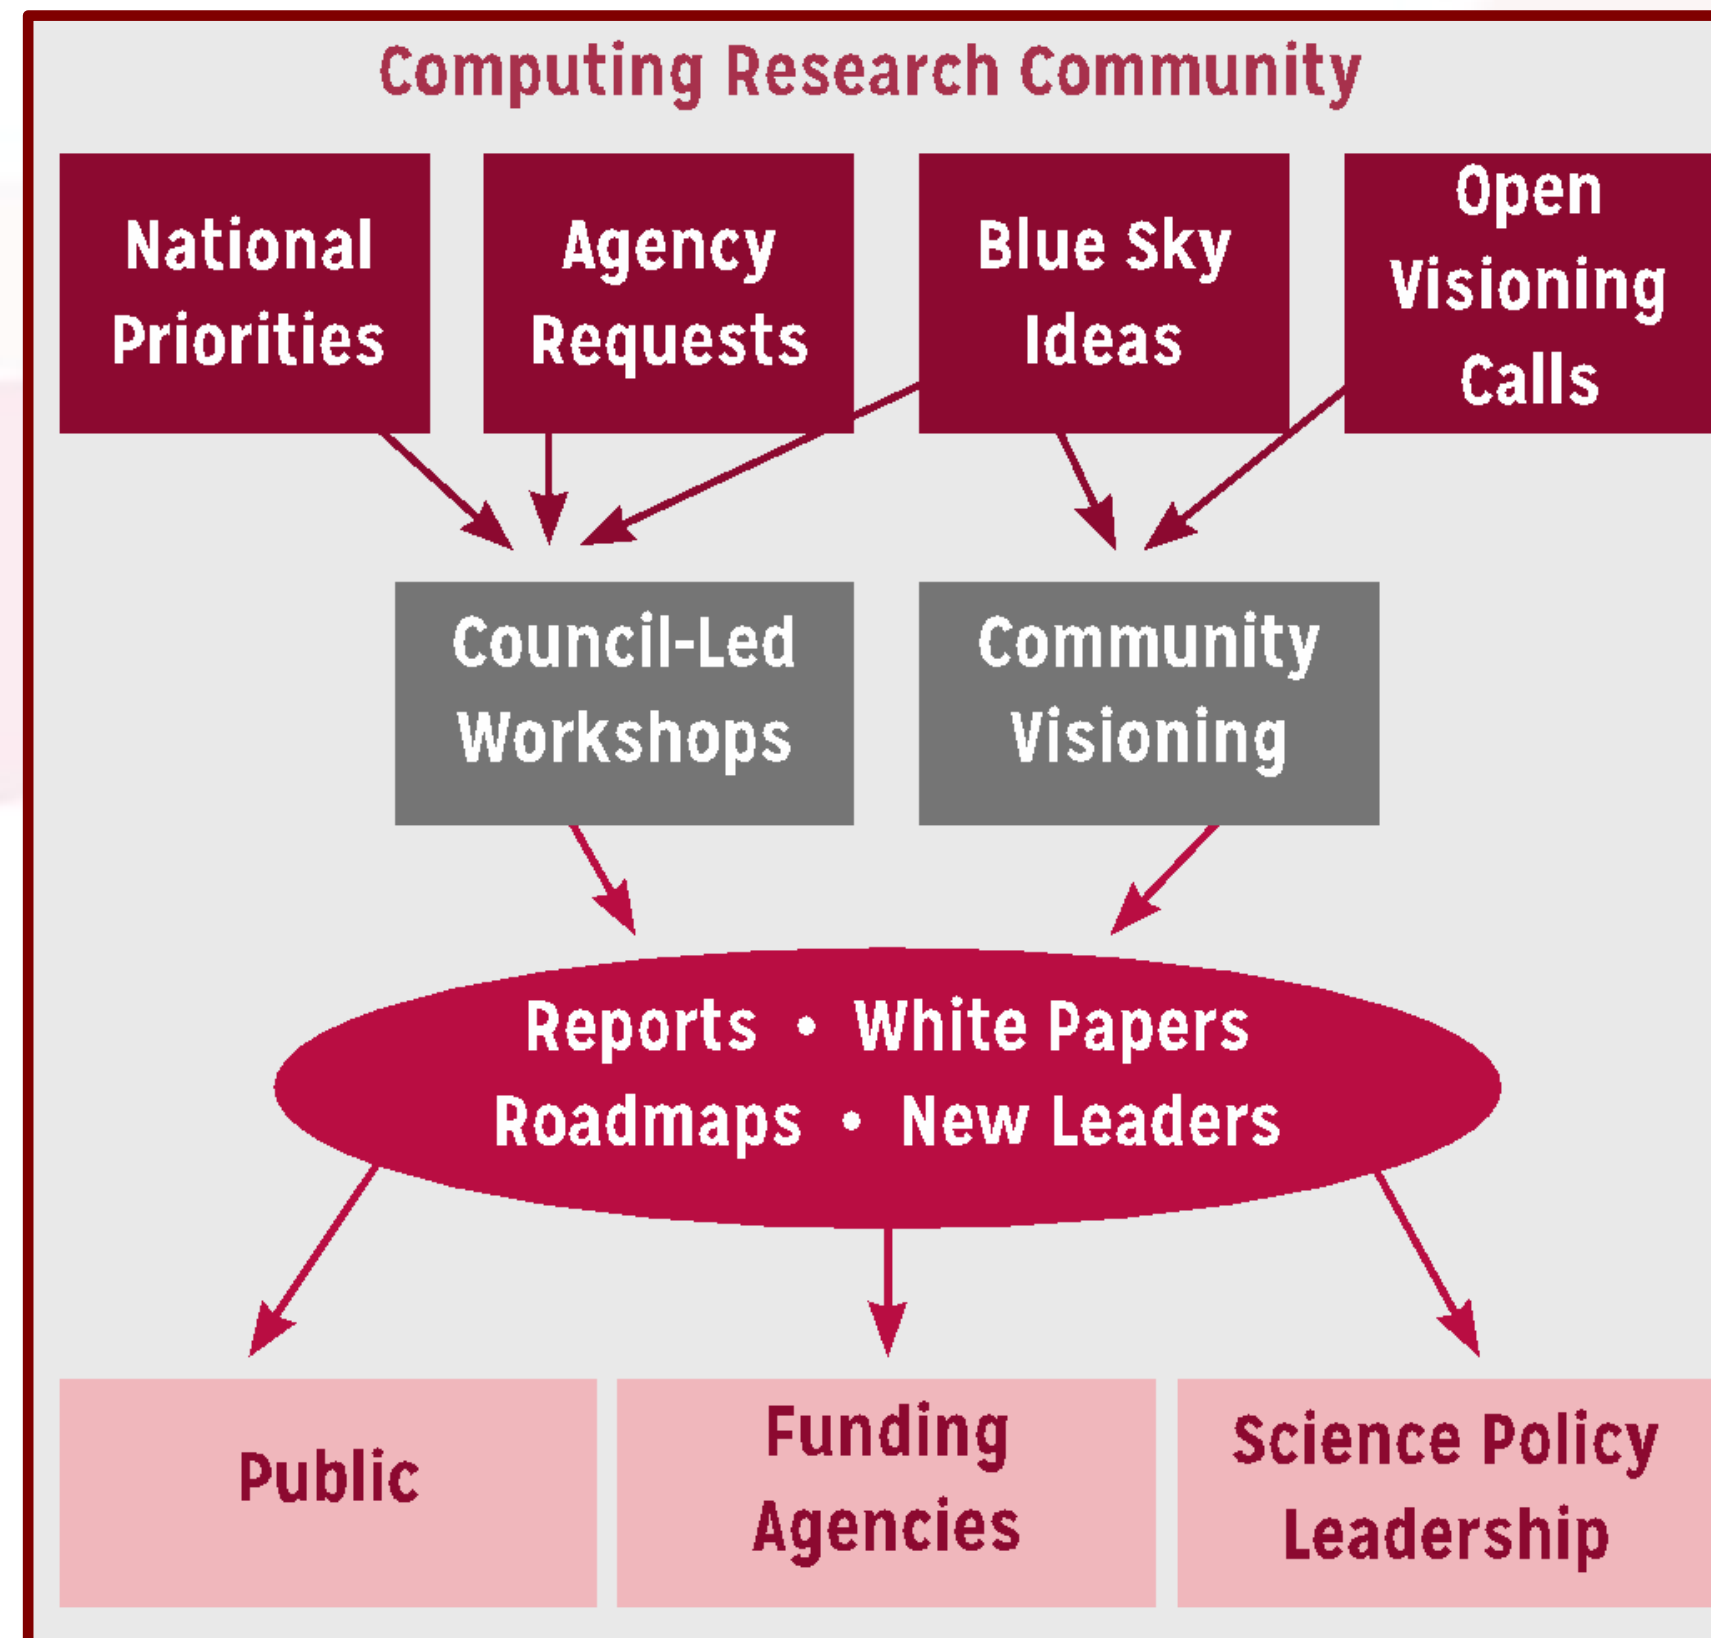 Computing Research Community
National
Priorities
Agency
Requests
Blue Sky
Ideas
Open
Visioning
Calls
Council-Led
Workshops
Community
Visioning
Reports • White Papers
Roadmaps • New Leaders
Public
Funding
Agencies
Science Policy
Leadership